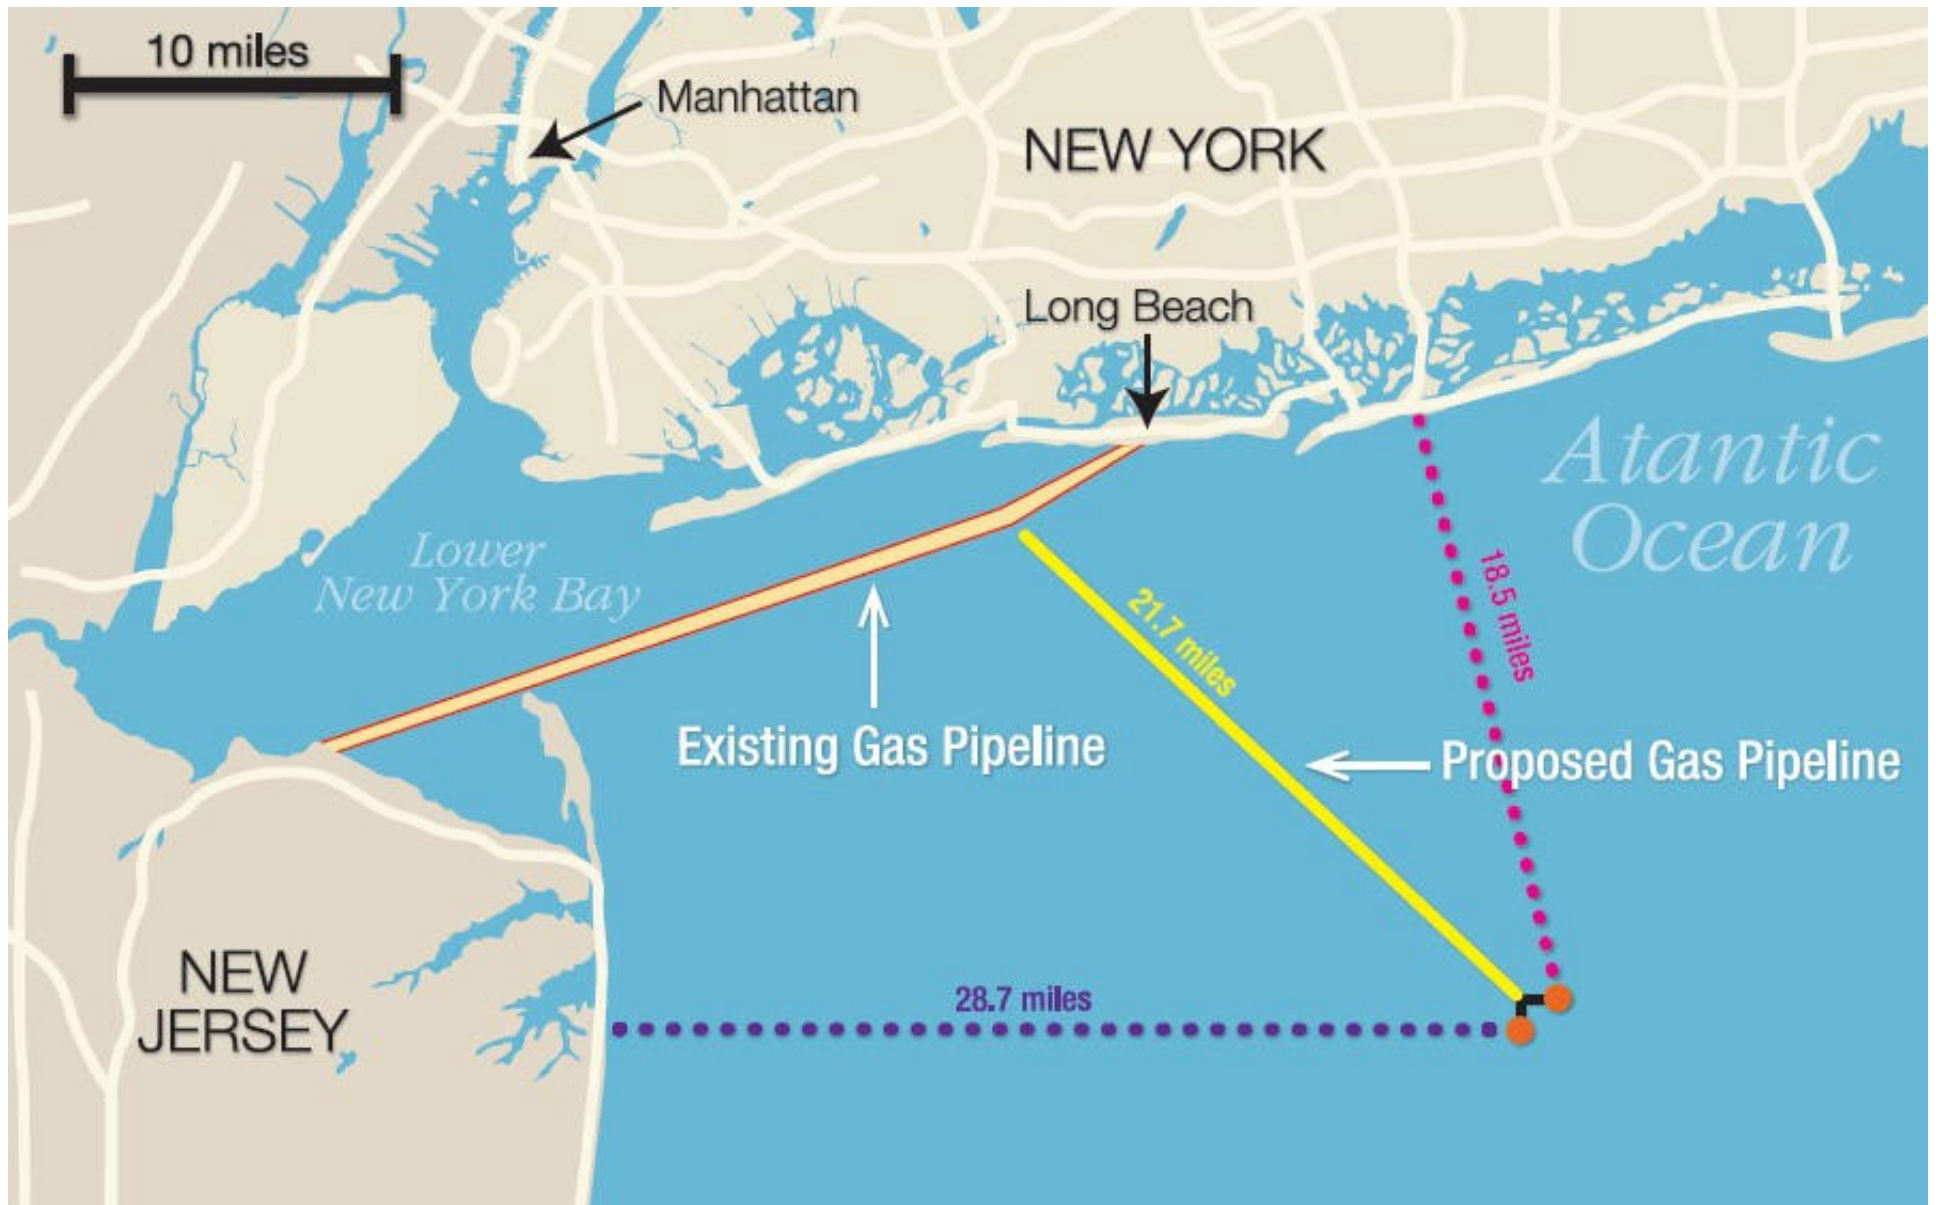 10 miles
Manhattan
NEW YORK
Long Beach
Atantic
Ocean
Lower
New York Bay
18.5 miles
21.7 miles
Existing Gas Pipeline
Proposed Gas Pipeline
NEW
JERSEY
28.7 miles